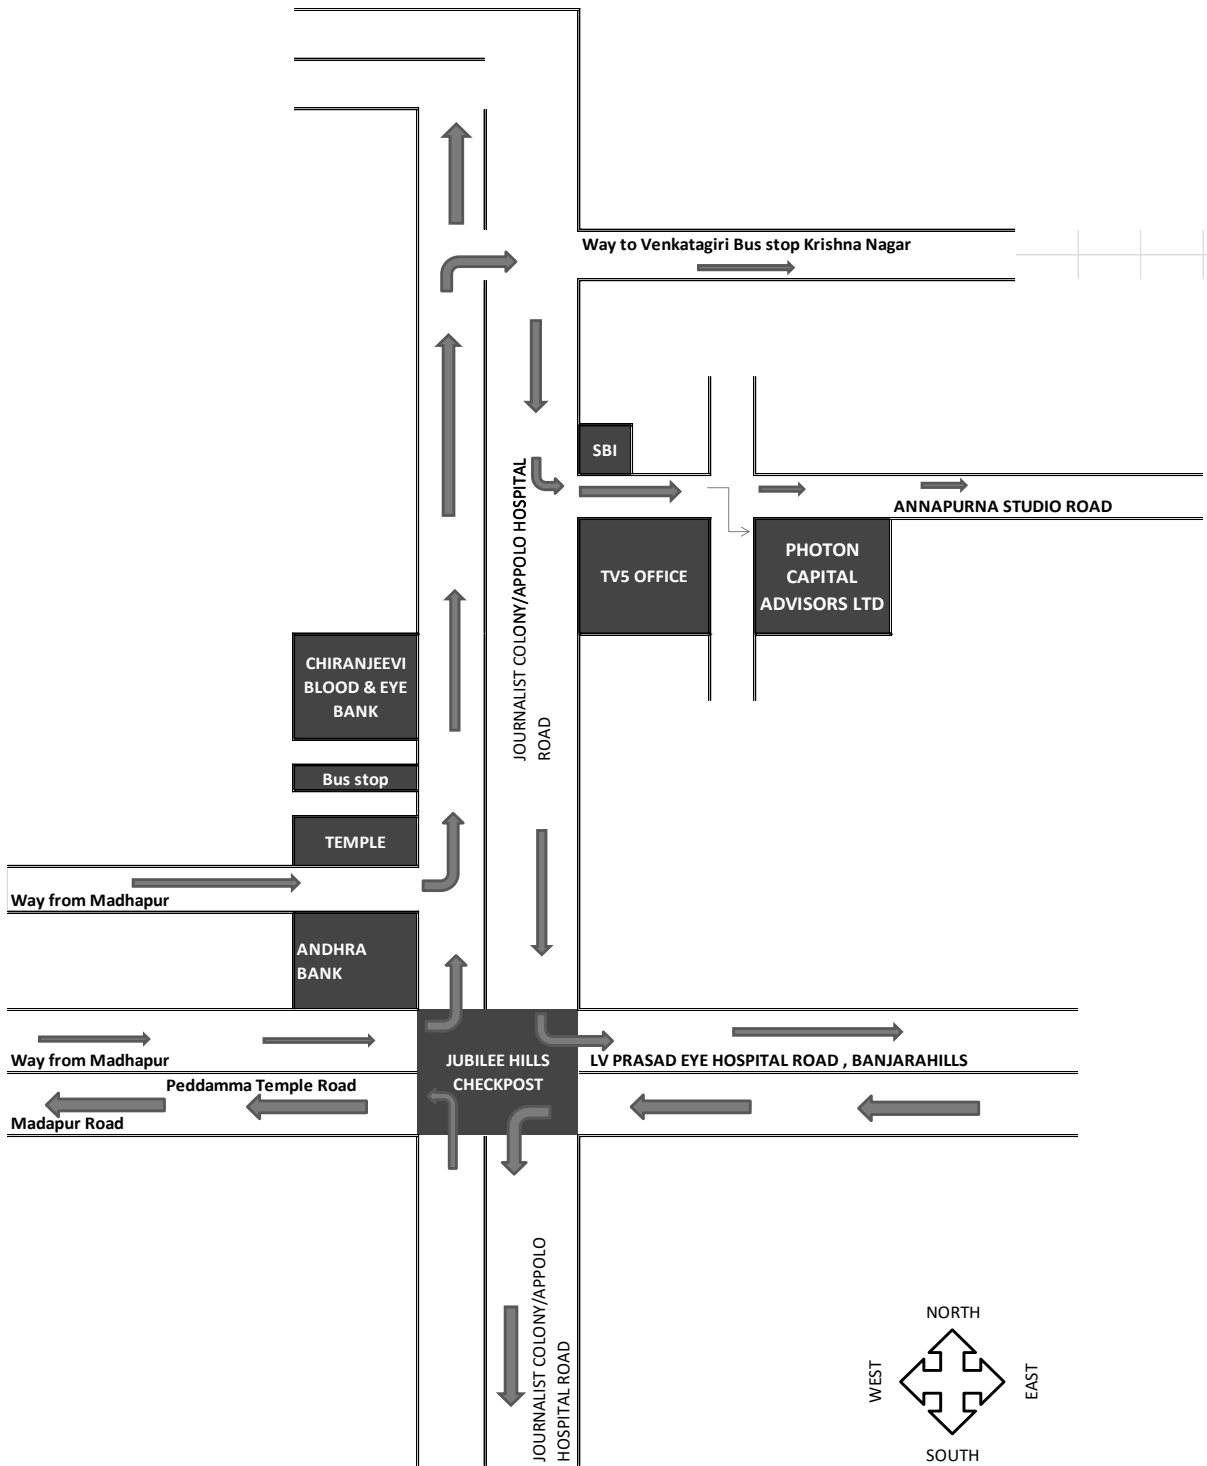 Way to Venkatagiri Bus stop Krishna Nagar
SBI
ANNAPURNA STUDIO ROAD
JOURNALIST COLONY/APPOLO HOSPITAL
ROAD
TV5 OFFICE
PHOTON
CAPITAL
ADVISORS LTD
CHIRANJEEVI
BLOOD & EYE
BANK
Bus stop
TEMPLE
Way from Madhapur
ANDHRA
BANK
Way from Madhapur
JUBILEE HILLS
CHECKPOST
LV PRASAD EYE HOSPITAL ROAD , BANJARAHILLS
Peddamma Temple Road
Madapur Road
JOURNALIST COLONY/APPOLO
HOSPITAL ROAD
NORTH
WEST
EAST
SOUTH